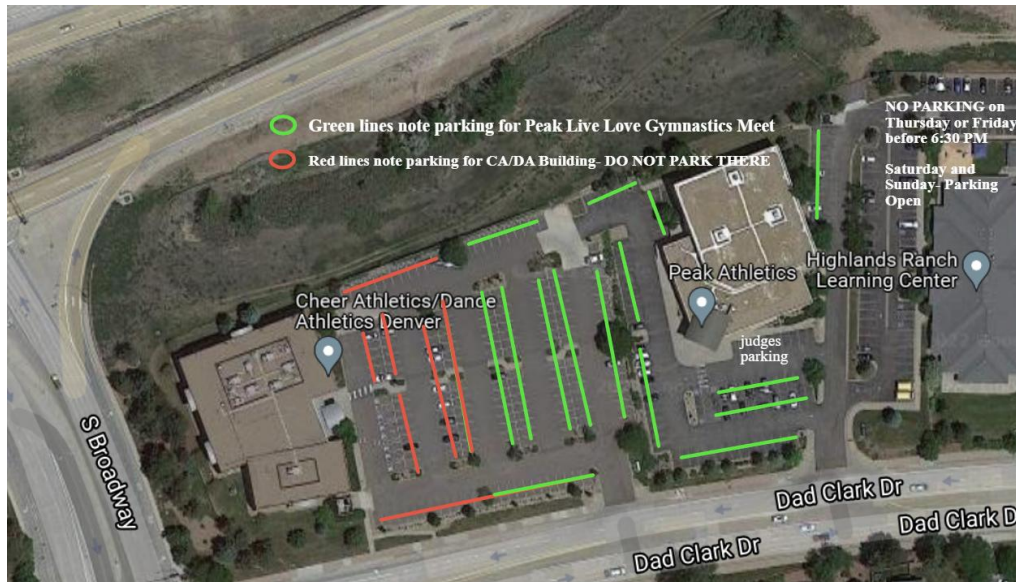 Green lines note parking for Peak Live Love Gymnastics Meet
Red lines note parking for CA/DA Building- DO NOT PARK THERE
NO PARKING on
Thursday or Friday
before 6:30 PM
Saturday and
Sunday- Parking
Open
Highlands Ranch
Learning Center
Peak Athletics
judges
parking
Cheer Athletics/Dance
Athletics Denver
S Broadway
Dad Clark Dr
Dad Clark Dr
Dad Clark D